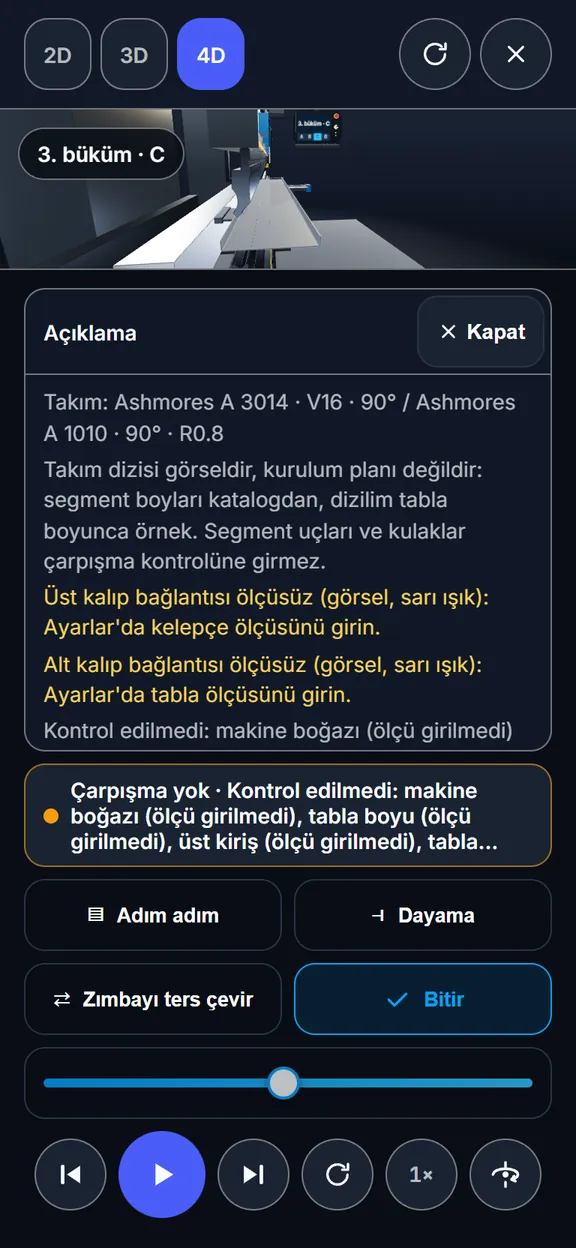 2D 3D 4D
3. büküm · C
3. büküm · C
Açıklama
Kapat
Takım: Ashmores A 3014 · V16 · 90° / Ashmores
A 1010 · 90° · R0.8
Takım dizisi görseldir, kurulum planı değildir:
segment boyları katalogdan, dizilim tabla
boyunca örnek. Segment uçları ve kulaklar
çarpışma kontrolüne girmez.
Üst kalıp bağlantısı ölçüsüz (görsel, sarı ışık):
Ayarlar'da kelepçe ölçüsünü girin.
Alt kalıp bağlantısı ölçüsüz (görsel, sarı ışık):
Ayarlar'da tabla ölçüsünü girin.
Kontrol edilmedi: makine boğazı (ölçü girilmedi)
Çarpışma yok · Kontrol edilmedi: makine
boğazı (ölçü girilmedi), tabla boyu (ölçü
girilmedi), üst kiriş (ölçü girilmedi), tabla...
Adım adım
Dayama
Zımbayı ters çevir
Bitir
1×